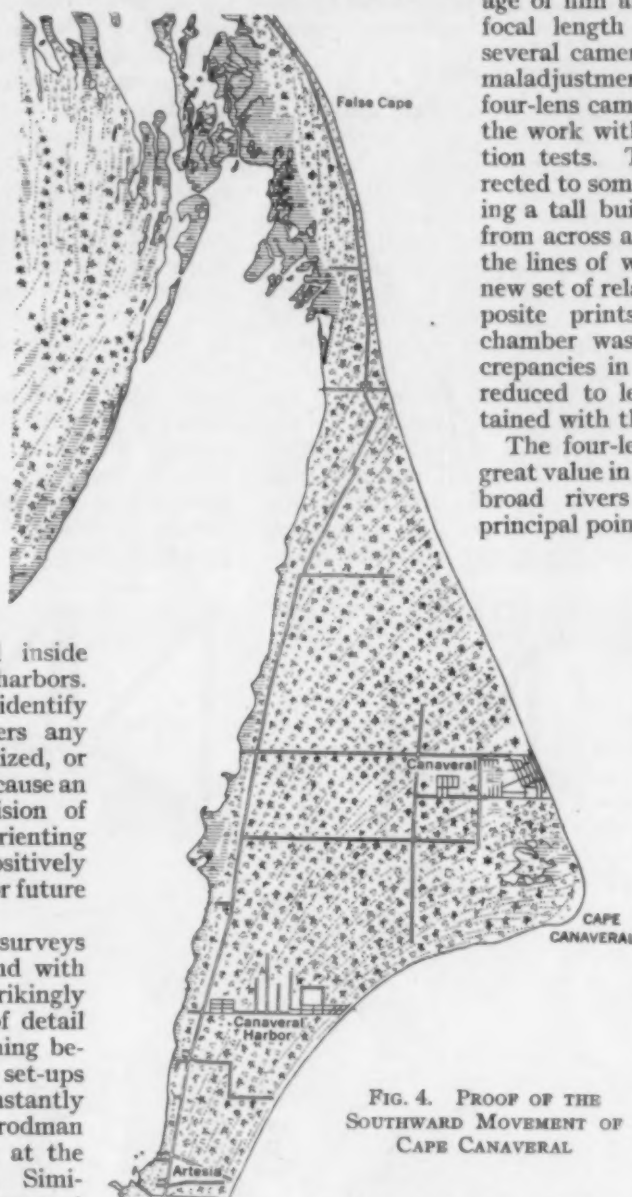 inside
harbors.
identify
ers any
ized, or
cause an
ision of
rienting
ositively
r future
surveys
nd with
rikingly
of detail
ning be-
set-ups
nstantly
rodman
at the
Simi-
False Cape
Canaveral
CAPE
CANAVERAL
Canaveral
Harbor
Artesia
FIG. 4. PROOF OF THE
SOUTHWARD MOVEMENT OF
CAPE CANAVERAL
age of film a
focal length
several camer
maladjustmen
four-lens cam
the work with
tion tests. T
rected to som
ing a tall buil
from across a
the lines of w
new set of rela
posite prints
chamber was
crepancies in
reduced to le
tained with th
The four-le
great value in
broad rivers
principal poin